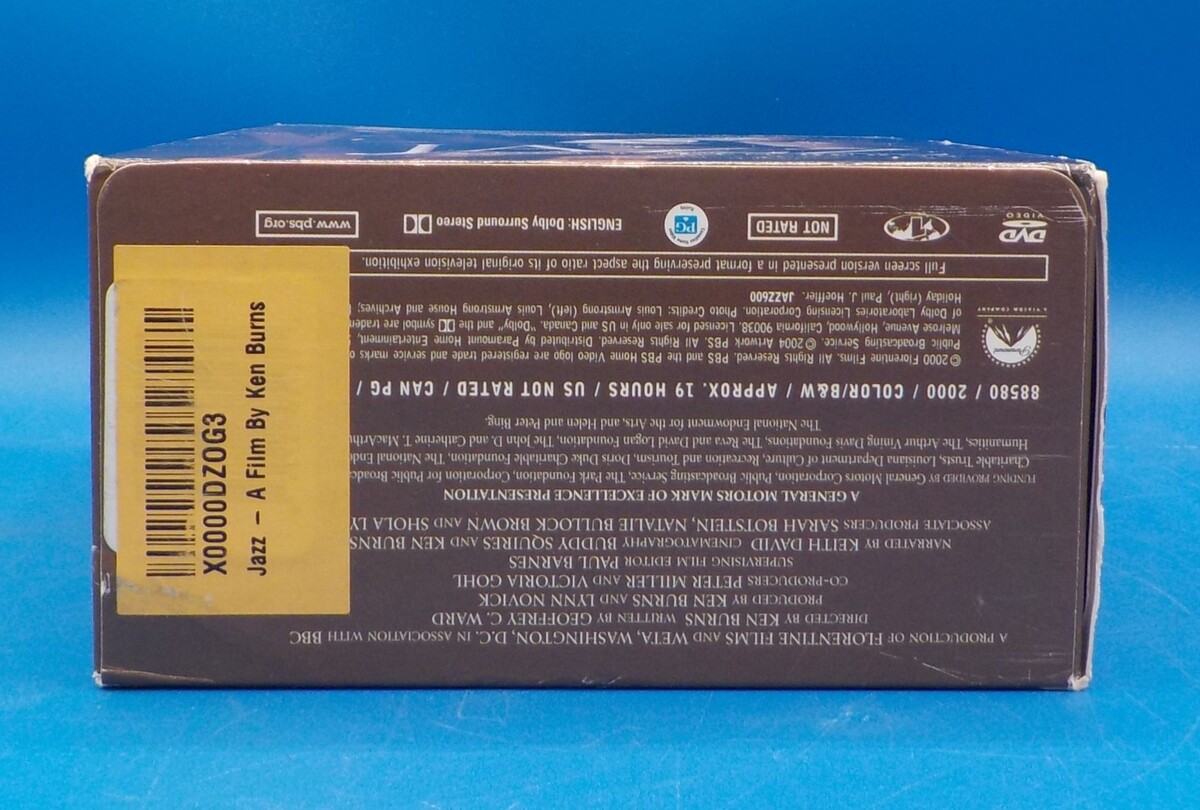 A PRODUCTION OF FLORENTINE FILMS AND WETA, WASHINGTON, D.C., IN ASSOCIATION WITH BBC
DIRECTED BY KEN BURNS WRITTEN BY GEOFFREY C. WARD
PRODUCED BY KEN BURNS AND LYNN NOVICK
CO-PRODUCERS PETER MILLER AND VICTORIA GOHL
SUPERVISING FILM EDITOR PAUL BARNES
NARRATED BY KEITH DAVID CINEMATOGRAPHY BUDDY SQUIRES AND KEN BURNS
ASSOCIATE PRODUCERS SARAH BOTSTEIN, NATALIE BULLOCK BROWN AND SHOLA LY
A GENERAL MOTORS MARK OF EXCELLENCE PRESENTATION
FUNDING PROVIDED BY General Motors Corporation, Public Broadcasting Service, The Park Foundation, Corporation for Public Broadc
Charitable Trusts, Louisiana Department of Culture, Recreation and Tourism, Doris Duke Charitable Foundation, The National End
Humanities, The Arthur Vining Davis Foundations, The Reva and David Logan Foundation, The John D. and Catherine T. MacArth
The National Endowment for the Arts, and Helen and Peter Bing.
88580 / 2000 / COLOR/B&W / APPROX. 19 HOURS / US NOT RATED / CAN PG /
© 2000 Florentine Films. All Rights Reserved. PBS and the PBS Home Video logo are registered trade and service marks o
Public Broadcasting Service. © 2004 Artwork PBS. All Rights Reserved. Distributed by Paramount Home Entertainment,
Melrose Avenue, Hollywood, California 90038. Licensed for sale only in US and Canada. "Dolby" and the symbol are tradem
of Dolby Laboratories Licensing Corporation. Photo Credits: Louis Armstrong (left), Louis Armstrong House and Archives;
Holiday (right), Paul J. Hoeffler. JAZZ600
Paramount
A VIACOM COMPANY
Full screen version presented in a format preserving the aspect ratio of its original television exhibition.
DVD
VIDEO
NOT RATED
PG
ENGLISH: Dolby Surround Stereo
www.pbs.org
X0000DZOG3
Jazz - A Film By Ken Burns